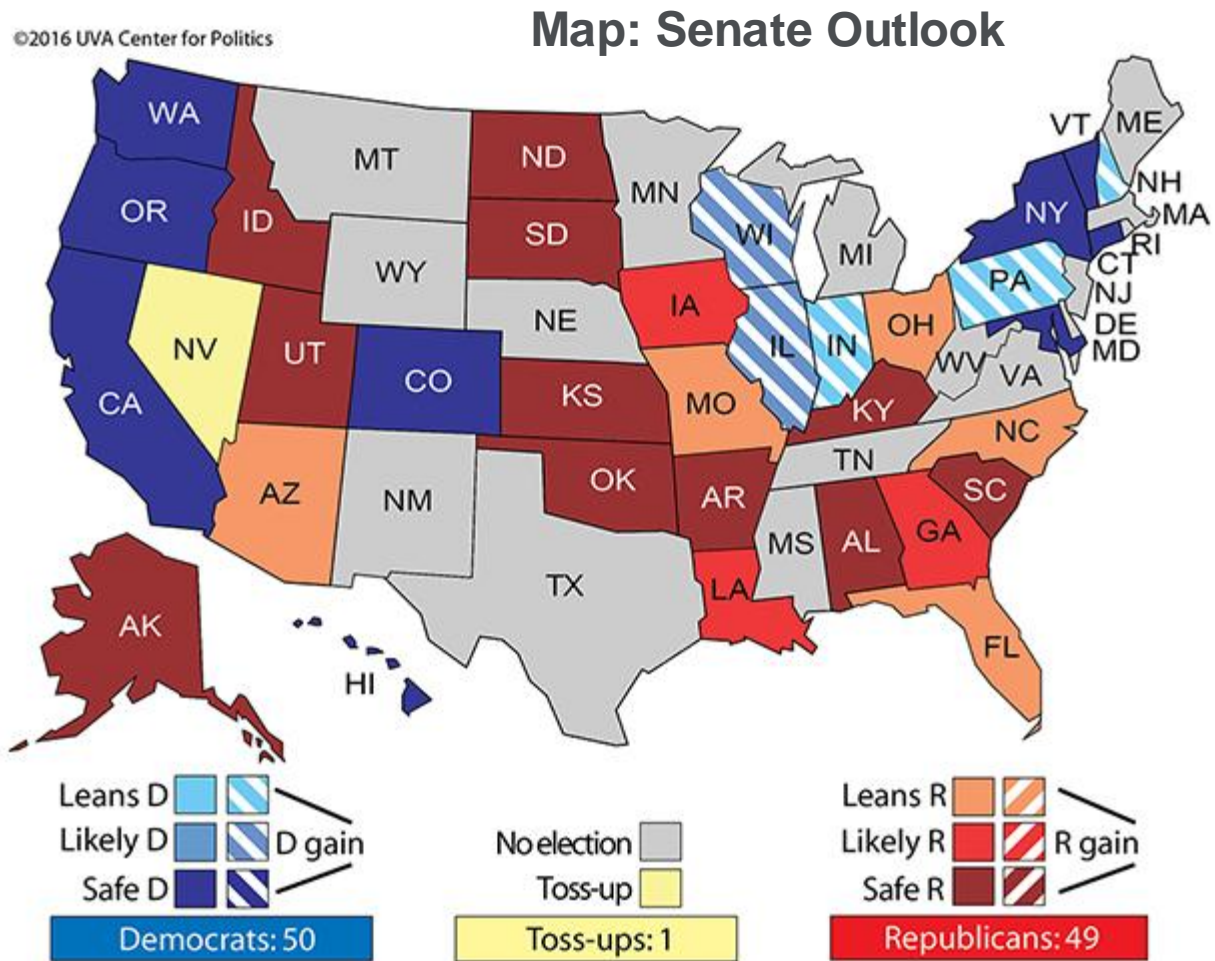 ©2016 UVA Center for Politics
Map: Senate Outlook
WA
MT
ND
MN
VT
ME
OR
ID
SD
WI
MI
NY
NH
MA
RI
WY
IA
PA
CT
NJ
NV
NE
IL
IN
OH
DE
MD
UT
CO
KS
MO
WV
VA
CA
KY
NC
AZ
NM
OK
AR
TN
SC
MS
AL
GA
TX
LA
AK
HI
FL
Leans D
Likely D
D gain
Safe D
Democrats: 50
No election
Toss-up
Toss-ups: 1
Leans R
Likely R
R gain
Safe R
Republicans: 49